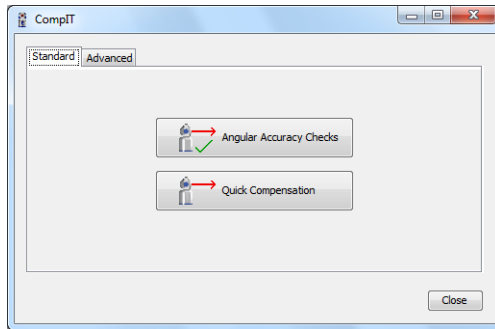 CompIT
Standard Advanced
Angular Accuracy Checks
Quick Compensation
Close